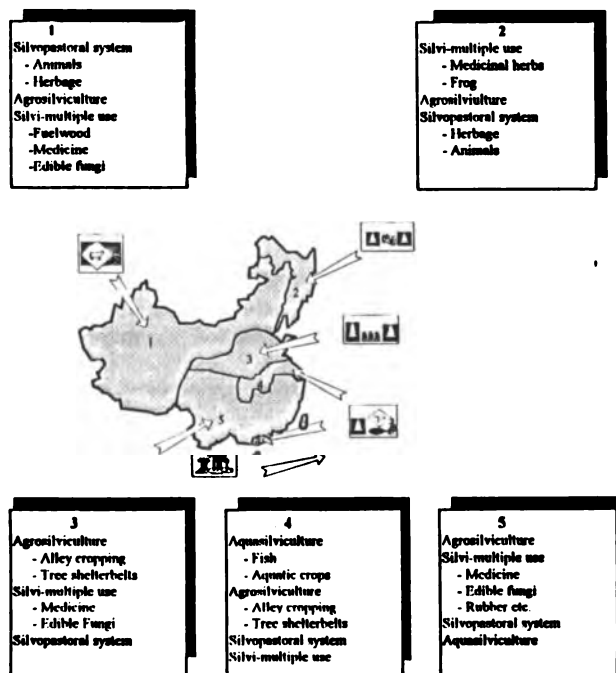 1
Silvopastoral system
- Animals
- Herbage
Agrosilviculture
Silvi-multiple use
-Fuelwood
-Medicine
-Edible fungi
2
Silvi-multiple use
- Medicinal herbs
- Frog
Agrosilviulture
Silvopastoral system
- Herbage
- Animals
1
2
3
4
5
3
Agrosilviculture
- Alley cropping
- Tree shelterbelts
Silvi-multiple use
- Medicine
- Edible Fungi
Silvopastoral system
4
Aquasilviculture
- Fish
- Aquatic crops
Agrosilviculture
- Alley cropping
- Tree shelterbelts
Silvopastoral system
Silvi-multiple use
5
Agrosilviculture
Silvi-multiple use
- Medicine
- Edible fungi
- Rubber etc.
Silvopastoral system
Aquasilviculture